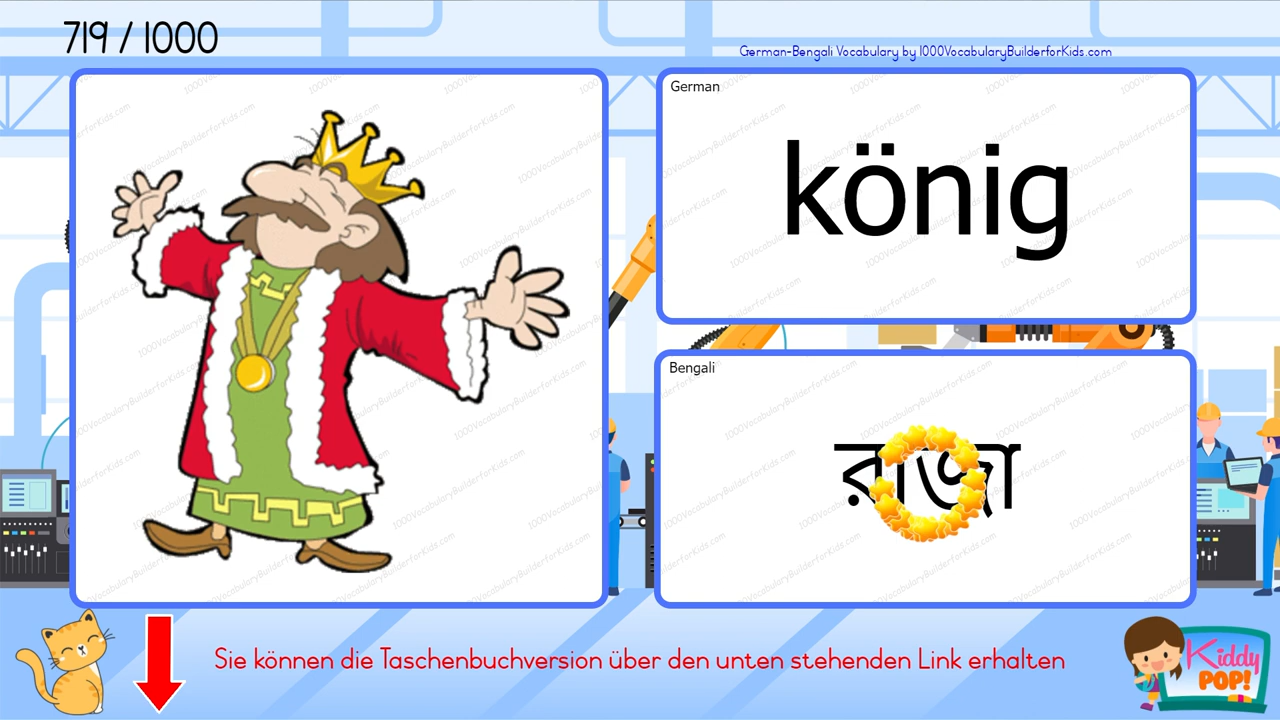 719 / 1000
German-Bengali Vocabulary by 1000VocabularyBuilderforKids.com
German
könig
Bengali
রাজা
Sie können die Taschenbuchversion über den unten stehenden Link erhalten
Kiddy
POP!